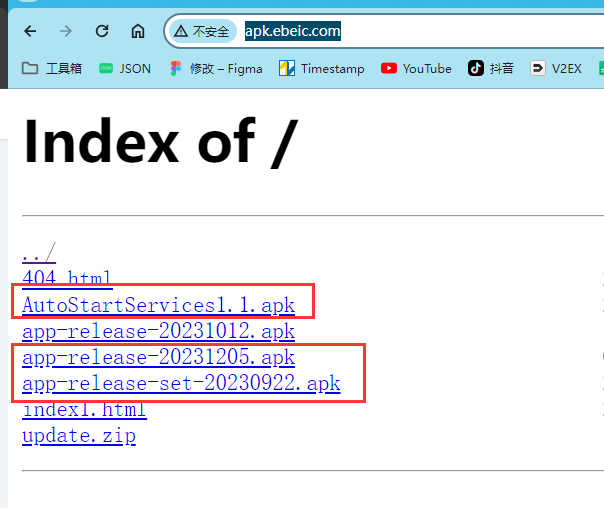 不安全 apk.ebeic.com
工具箱 JSON 修改 – Figma Timestamp YouTube 抖音 V2EX
Index of /
../
404.html
AutoStartServices1.1.apk
app-release-20231012.apk
app-release-20231205.apk
app-release-set-20230922.apk
index1.html
update.zip